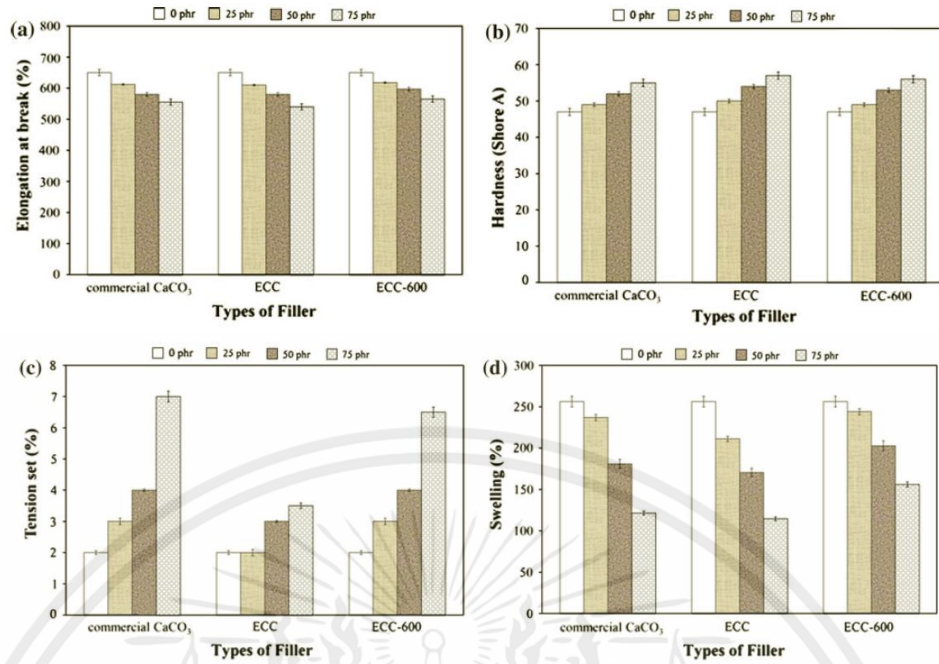 0 phr 25 phr 50 phr 75 phr
(a)
Elongation at break (%)
800
700
600
500
400
300
200
100
0
commercial CaCO₃ ECC ECC-600
Types of Filler
0 phr 25 phr 50 phr 75 phr
(b)
Hardness (Shore A)
70
60
50
40
30
20
10
0
commercial CaCO₃ ECC ECC-600
Types of Filler
0 phr 25 phr 50 phr 75 phr
(c)
Tension set (%)
8
7
6
5
4
3
2
1
0
commercial CaCO₃ ECC ECC-600
Types of Filler
0 phr 25 phr 50 phr 75 phr
(d)
Swelling (%)
300
250
200
150
100
50
0
commercial CaCO₃ ECC ECC-600
Types of Filler